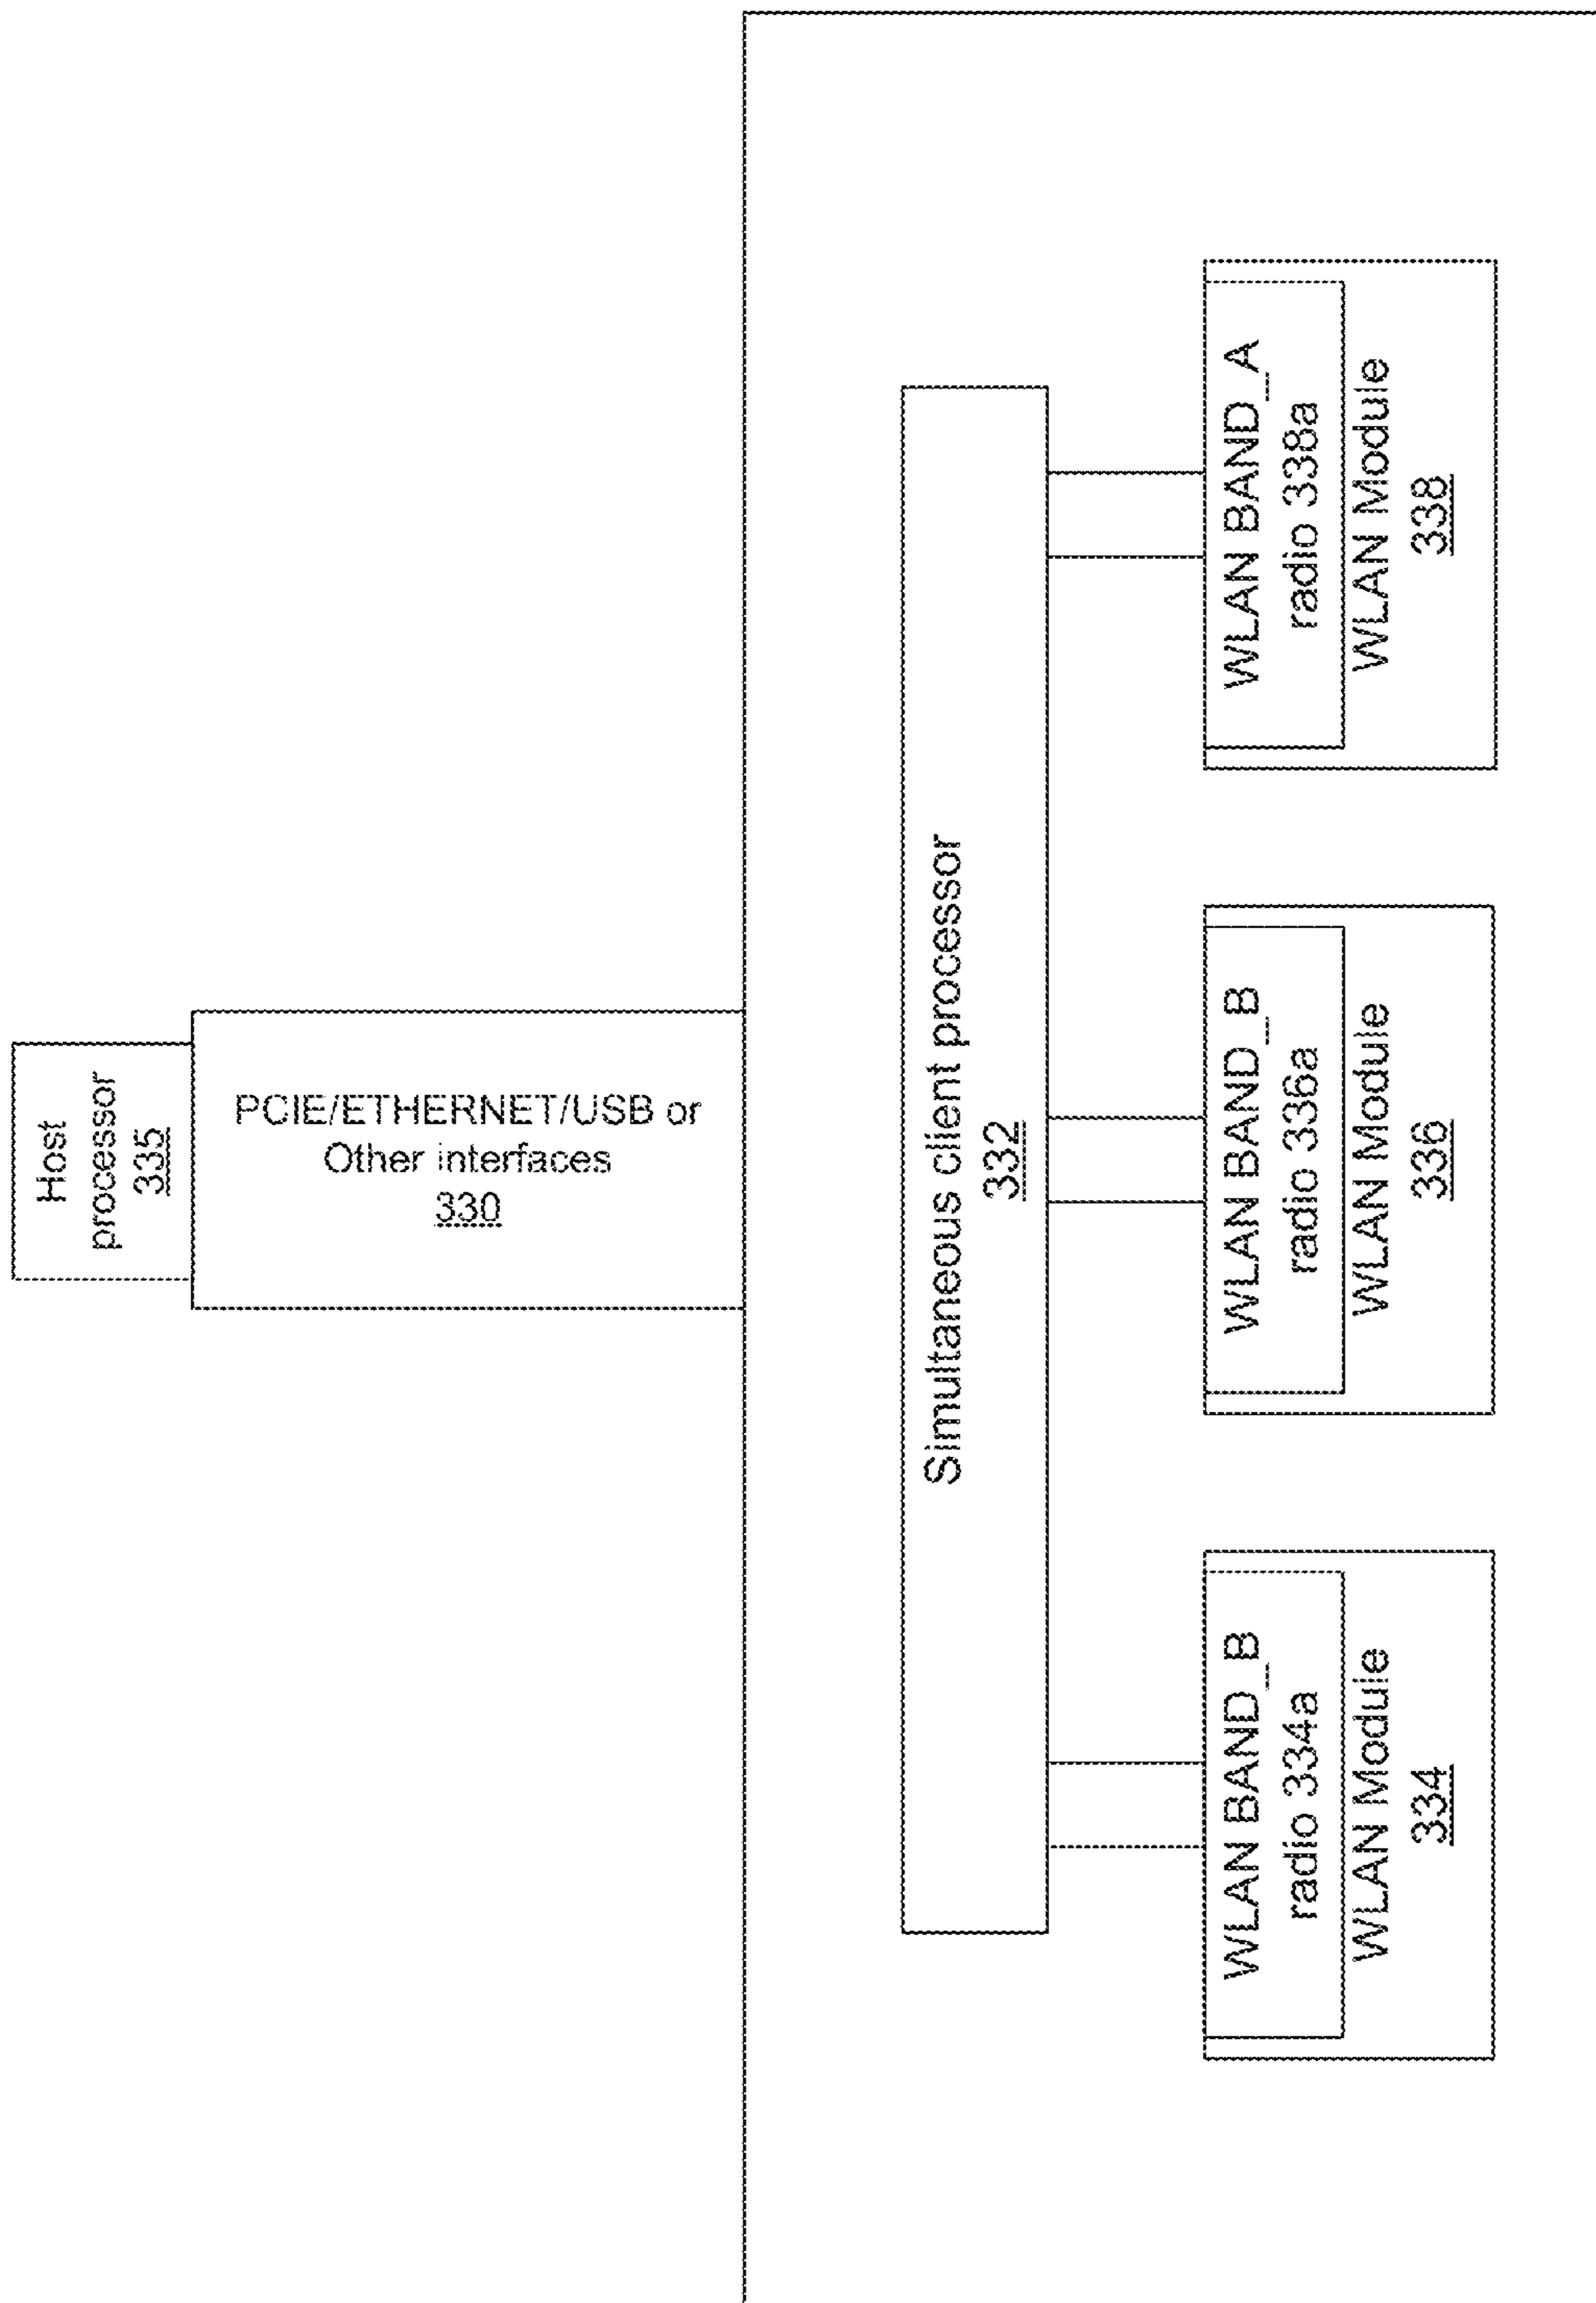 Host
processor
335
PCIE/ETHERNET/USB or
Other interfaces
330
Simultaneous client processor
332
WLAN BAND_B
radio 334a
WLAN Module
334
WLAN BAND_B
radio 336a
WLAN Module
336
WLAN BAND_A
radio 338a
WLAN Module
338